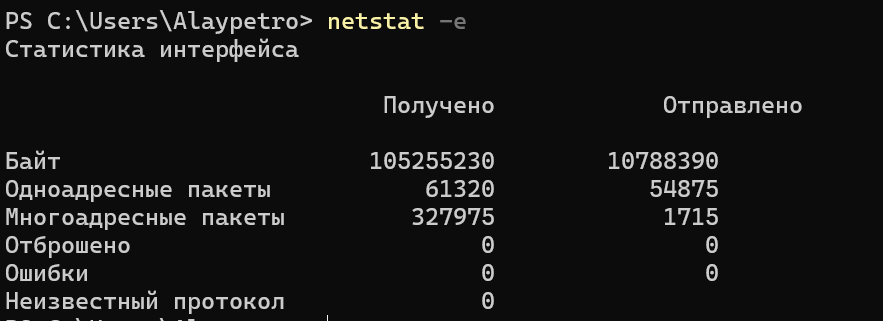 PS C:\Users\Alaypetro> netstat -e
Статистика интерфейса
Получено Отправлено
Байт 105255230 10788390
Одноадресные пакеты 61320 54875
Многоадресные пакеты 327975 1715
Отброшено 0 0
Ошибки 0 0
Неизвестный протокол 0